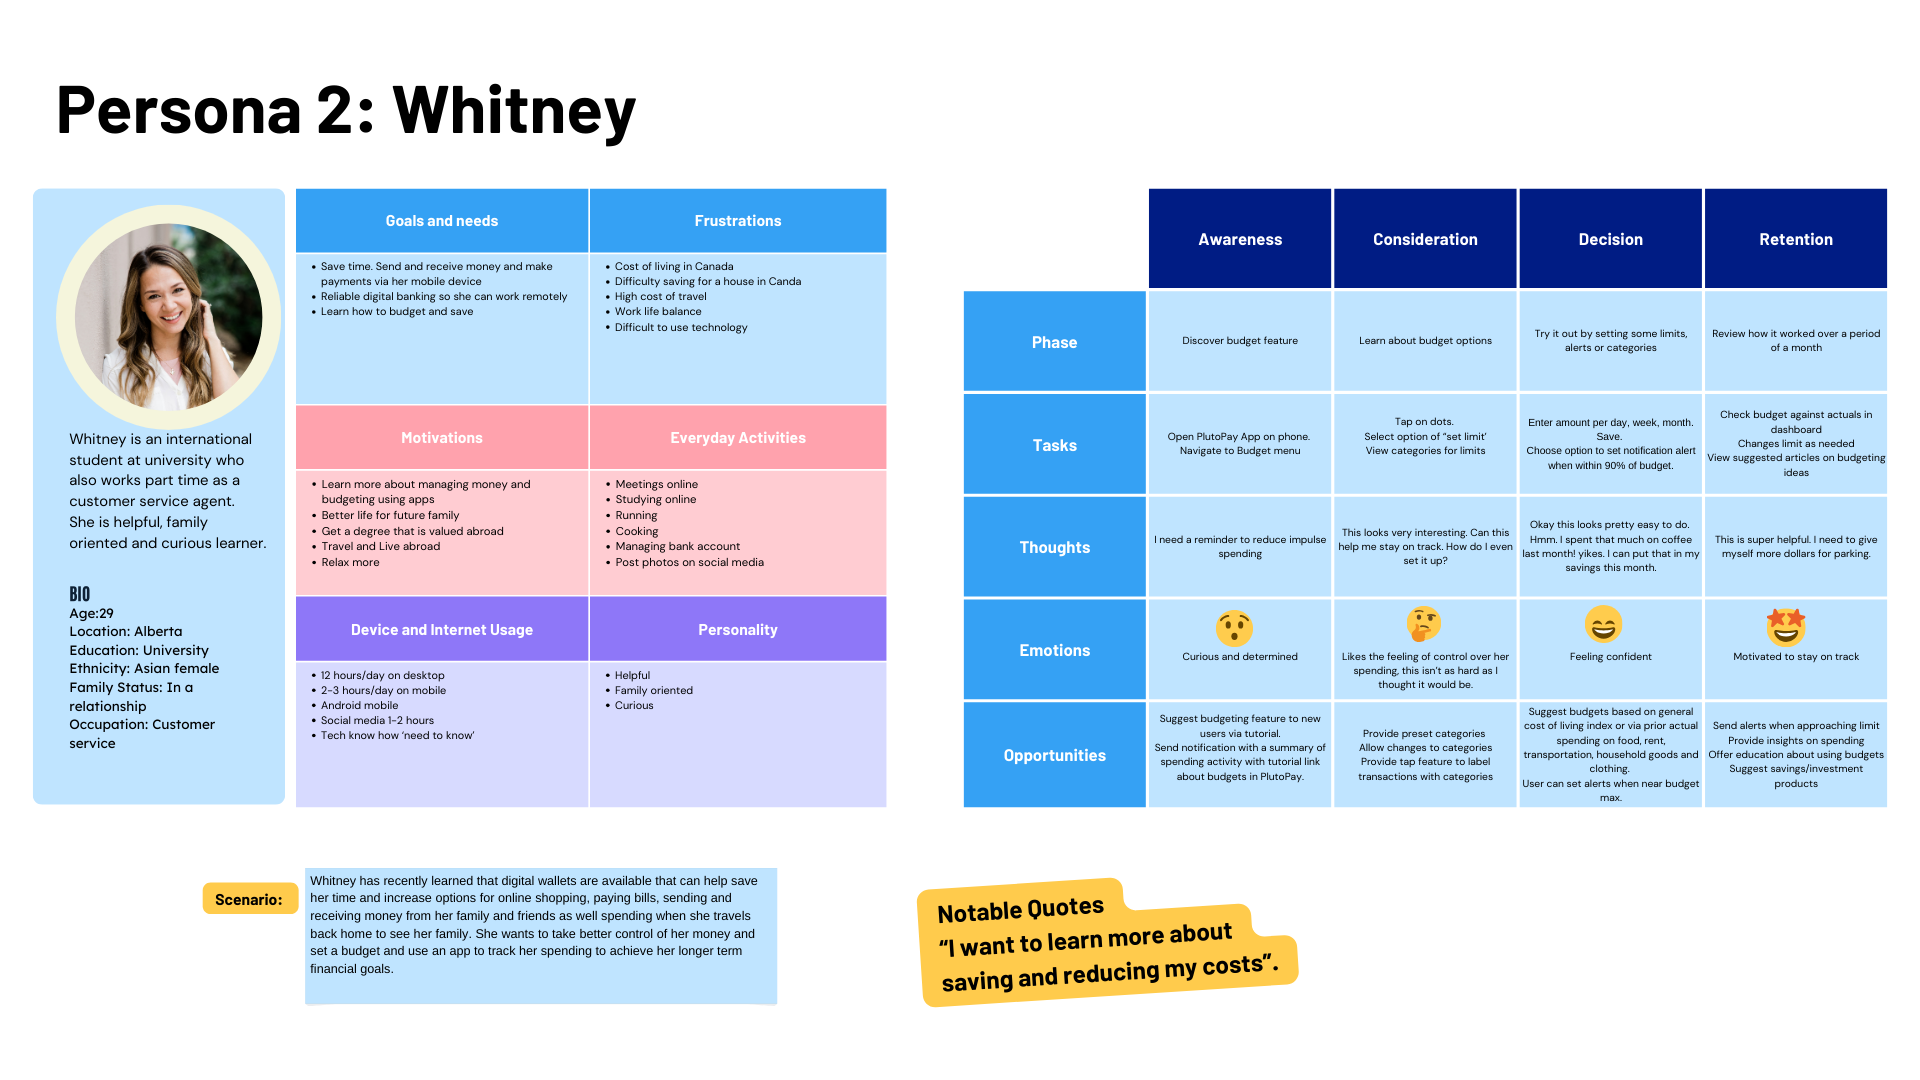 Persona 2: Whitney
Whitney is an international
student at university who
also works part time as a
customer service agent.
She is helpful, family
oriented and curious learner.
BIO
Age:29
Location: Alberta
Education: University
Ethnicity: Asian female
Family Status: In a
relationship
Occupation: Customer
service
Goals and needs
• Save time. Send and receive money and make
payments via her mobile device
• Reliable digital banking so she can work remotely
• Learn how to budget and save
Frustrations
• Cost of living in Canada
• Difficulty saving for a house in Canda
• High cost of travel
• Work life balance
• Difficult to use technology
Motivations
• Learn more about managing money and
budgeting using apps
• Better life for future family
• Get a degree that is valued abroad
• Travel and Live abroad
• Relax more
Everyday Activities
• Meetings online
• Studying online
• Running
• Cooking
• Managing bank account
• Post photos on social media
Device and Internet Usage
• 12 hours/day on desktop
• 2-3 hours/day on mobile
• Android mobile
• Social media 1-2 hours
• Tech know how ‘need to know’
Personality
• Helpful
• Family oriented
• Curious
Awareness
Consideration
Decision
Retention
Phase
Discover budget feature
Learn about budget options
Try it out by setting some limits,
alerts or categories
Review how it worked over a period
of a month
Tasks
Open PlutoPay App on phone.
Navigate to Budget menu
Tap on dots.
Select option of “set limit’
View categories for limits
Enter amount per day, week, month.
Save.
Choose option to set notification alert
when within 90% of budget.
Check budget against actuals in
dashboard
Changes limit as needed
View suggested articles on budgeting
ideas
Thoughts
I need a reminder to reduce impulse
spending
This looks very interesting. Can this
help me stay on track. How do I even
set it up?
Okay this looks pretty easy to do.
Hmm. I spent that much on coffee
last month! yikes. I can put that in my
savings this month.
This is super helpful. I need to give
myself more dollars for parking.
Emotions
Curious and determined
Likes the feeling of control over her
spending, this isn’t as hard as I
thought it would be.
Feeling confident
Motivated to stay on track
Opportunities
Suggest budgeting feature to new
users via tutorial.
Send notification with a summary of
spending activity with tutorial link
about budgets in PlutoPay.
Provide preset categories
Allow changes to categories
Provide tap feature to label
transactions with categories
Suggest budgets based on general
cost of living index or via prior actual
spending on food, rent,
transportation, household goods and
clothing.
User can set alerts when near budget
max.
Send alerts when approaching limit
Provide insights on spending
Offer education about using budgets
Suggest savings/investment
products
Scenario:
Whitney has recently learned that digital wallets are available that can help save
her time and increase options for online shopping, paying bills, sending and
receiving money from her family and friends as well spending when she travels
back home to see her family. She wants to take better control of her money and
set a budget and use an app to track her spending to achieve her longer term
financial goals.
Notable Quotes
“I want to learn more about
saving and reducing my costs”.